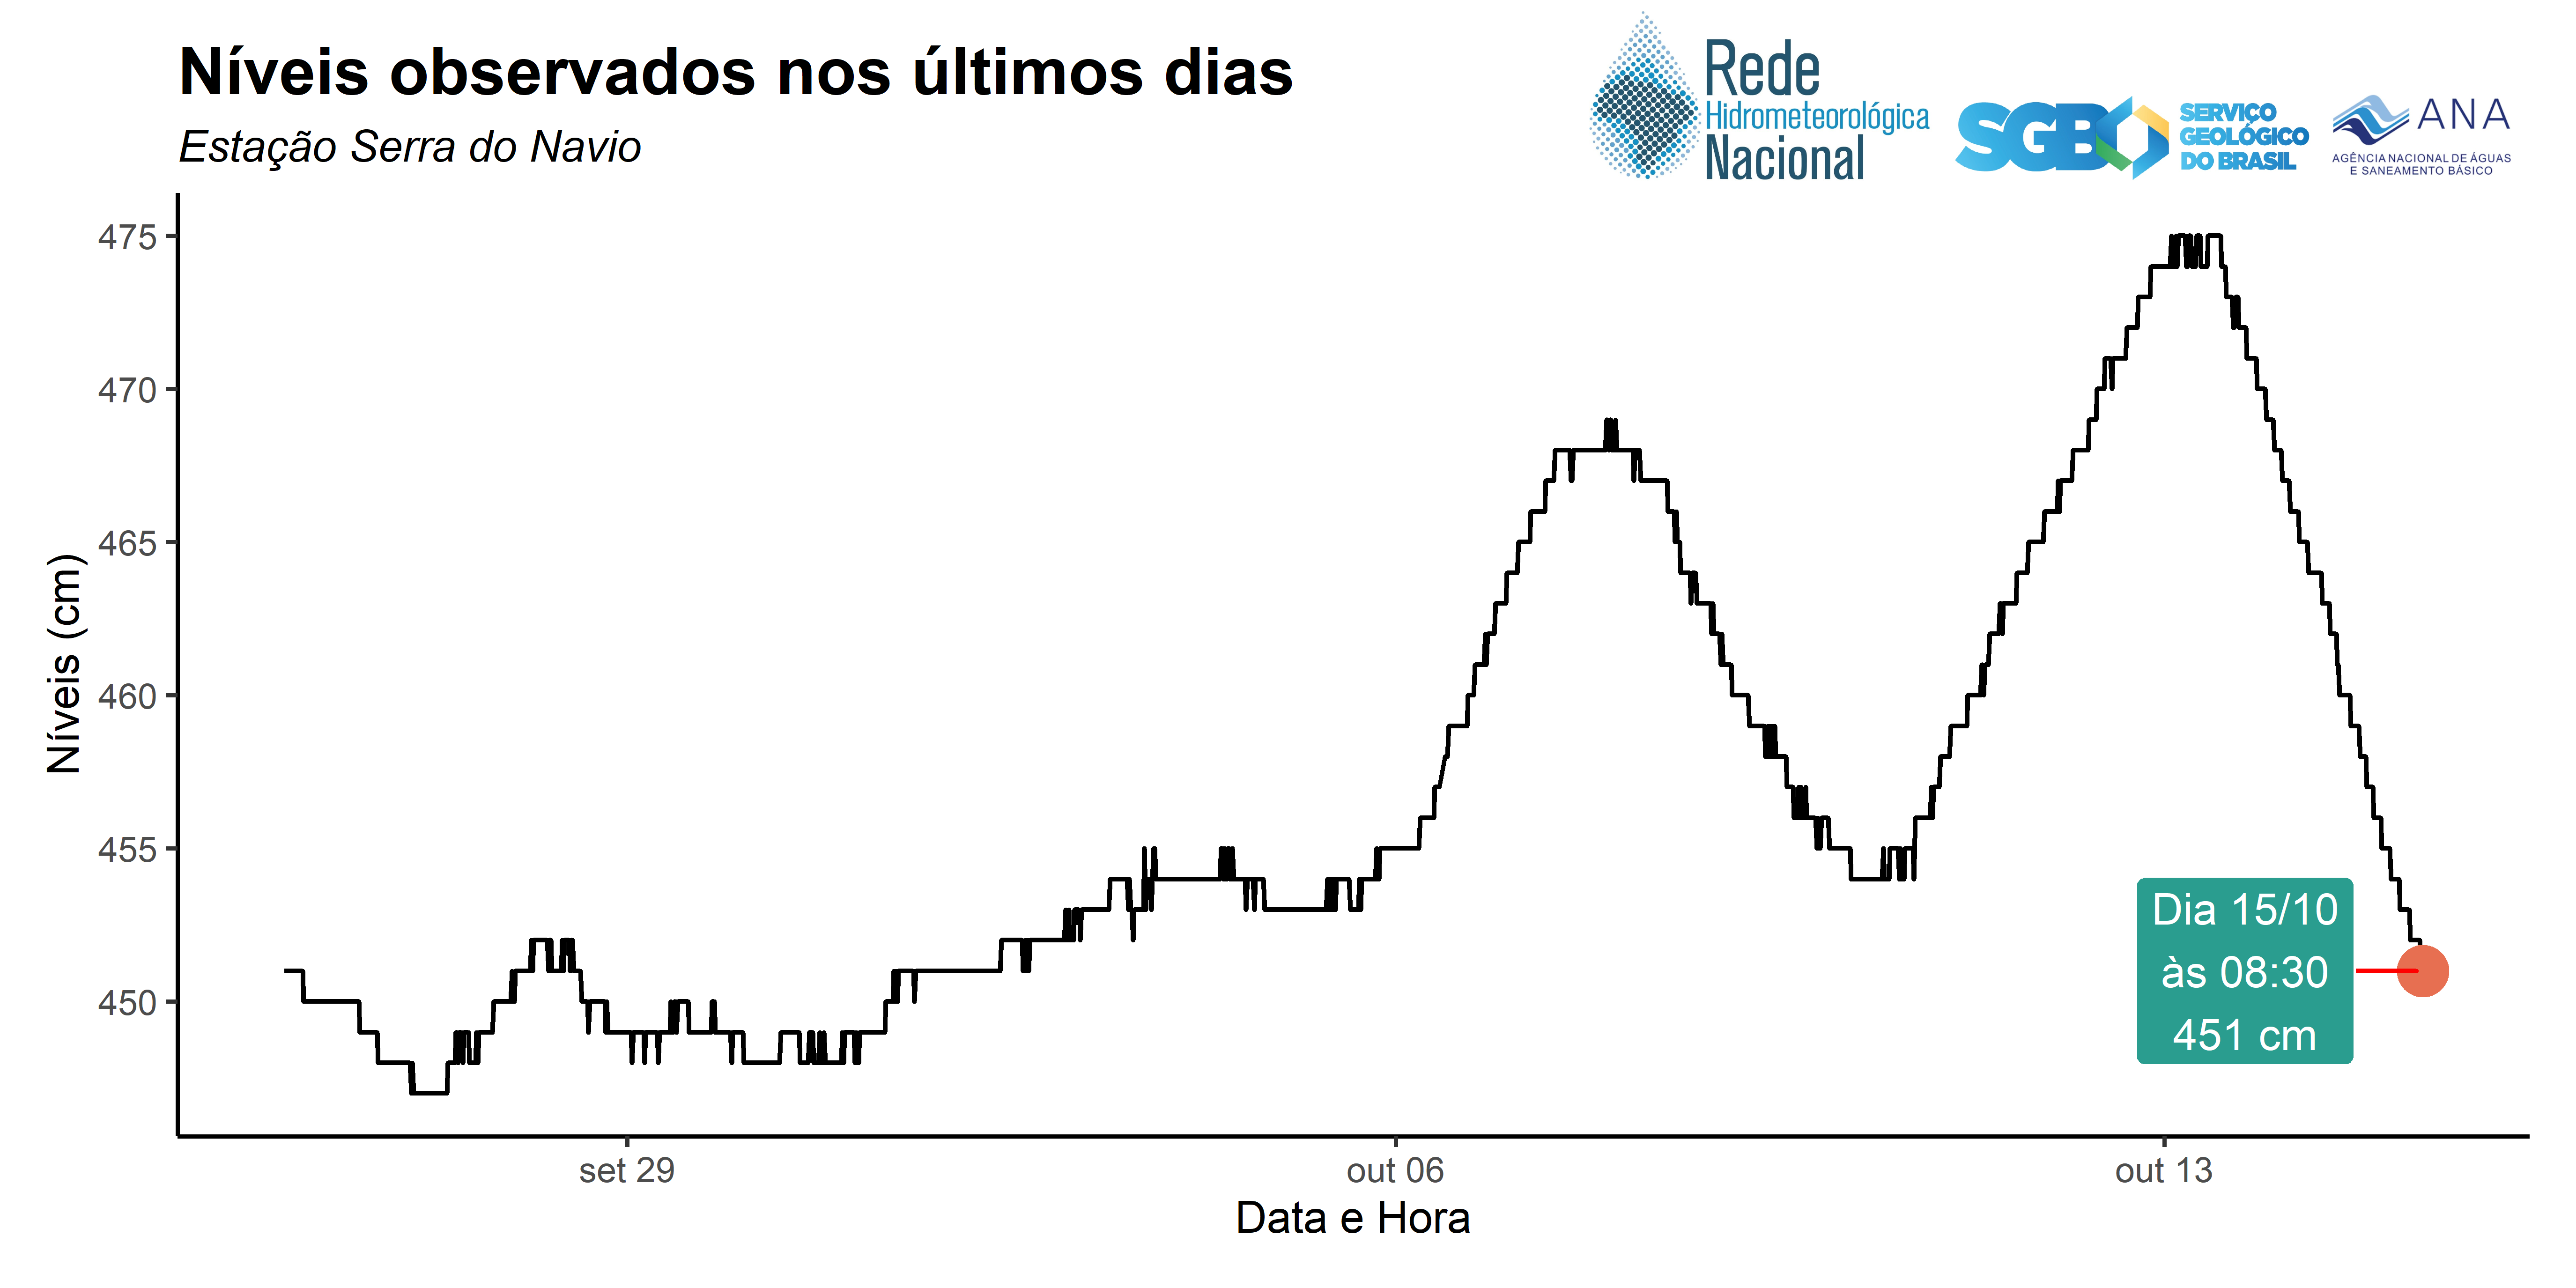 Níveis observados nos últimos dias
Estação Serra do Navio
Rede
Hidrometeorológica
Nacional
SGB
SERVIÇO
GEOLÓGICO
DO BRASIL
ANA
AGÊNCIA NACIONAL DE ÁGUAS
E SANEAMENTO BÁSICO
Níveis (cm)
475
470
465
460
455
450
Dia 15/10
às 08:30
451 cm
set 29
out 06
out 13
Data e Hora